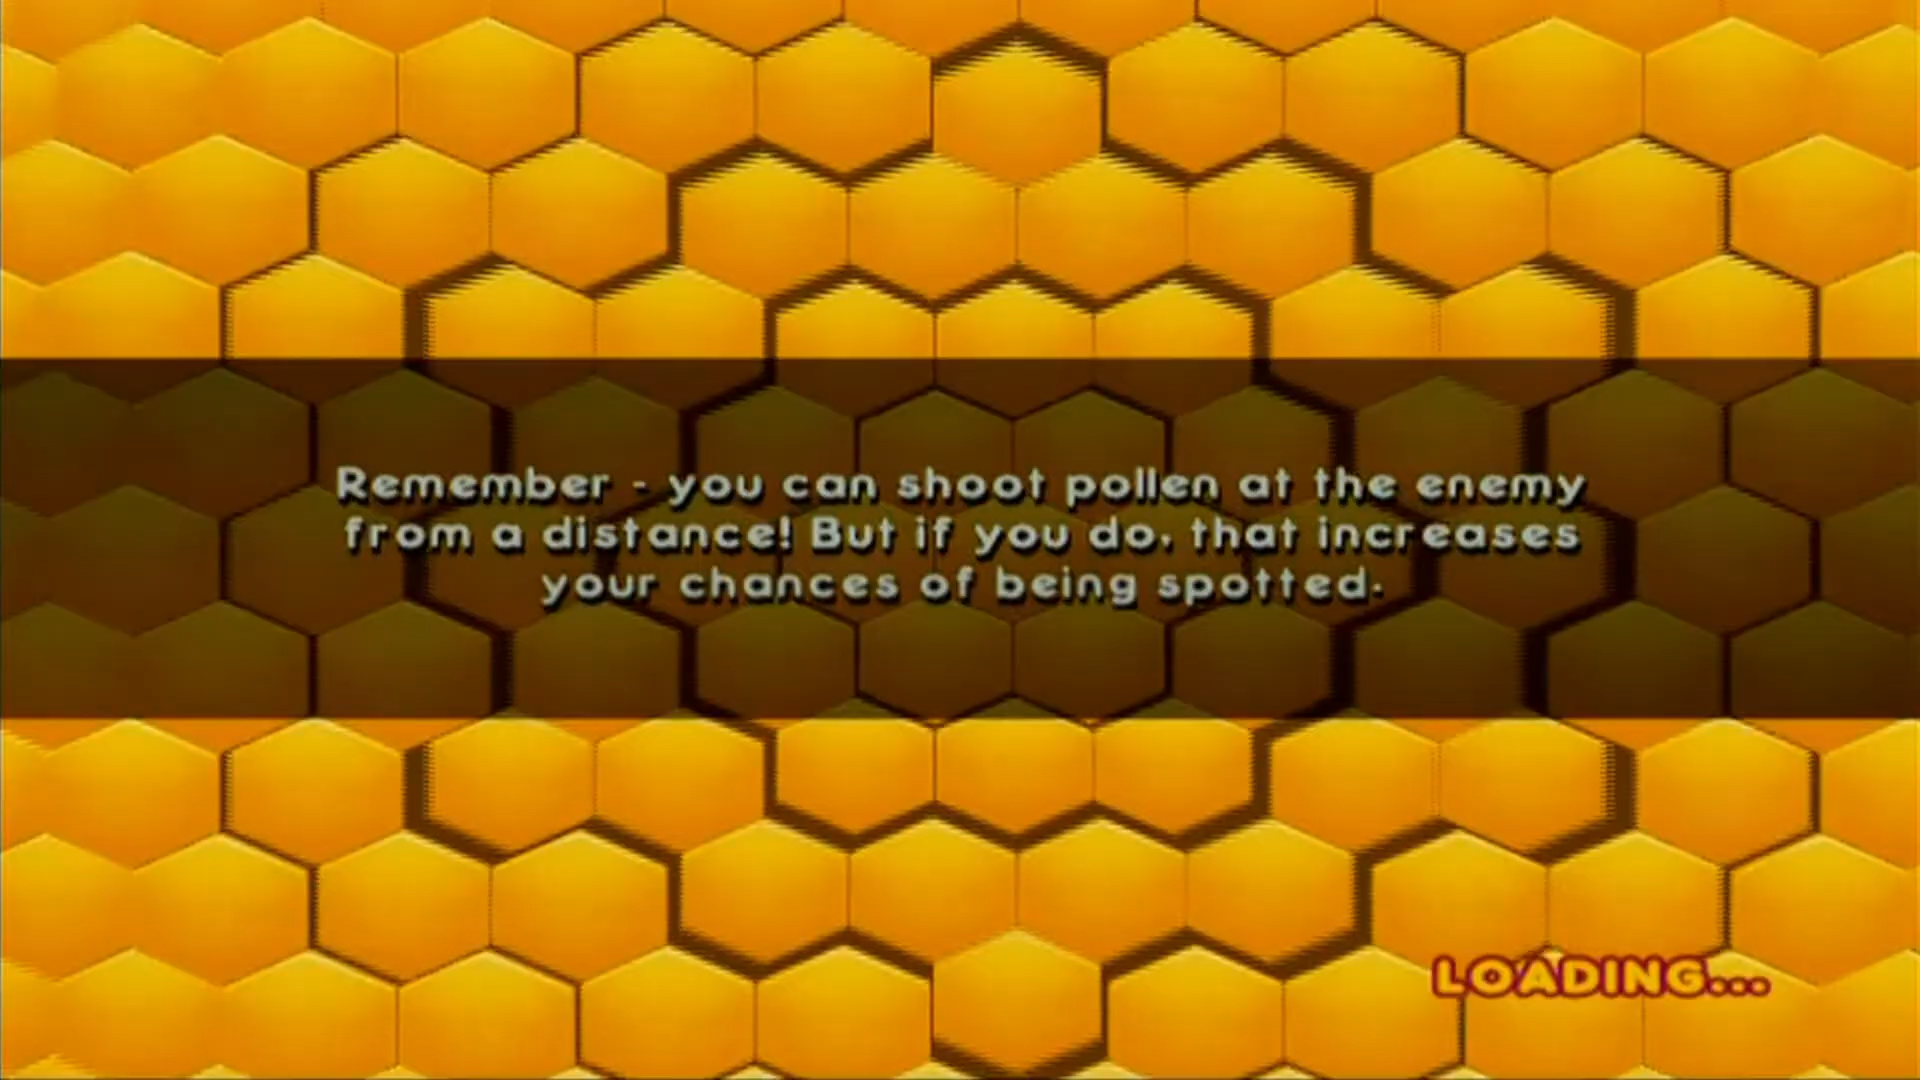 Remember - you can shoot pollen at the enemy
from a distance! But if you do, that increases
your chances of being spotted.
LOADING...